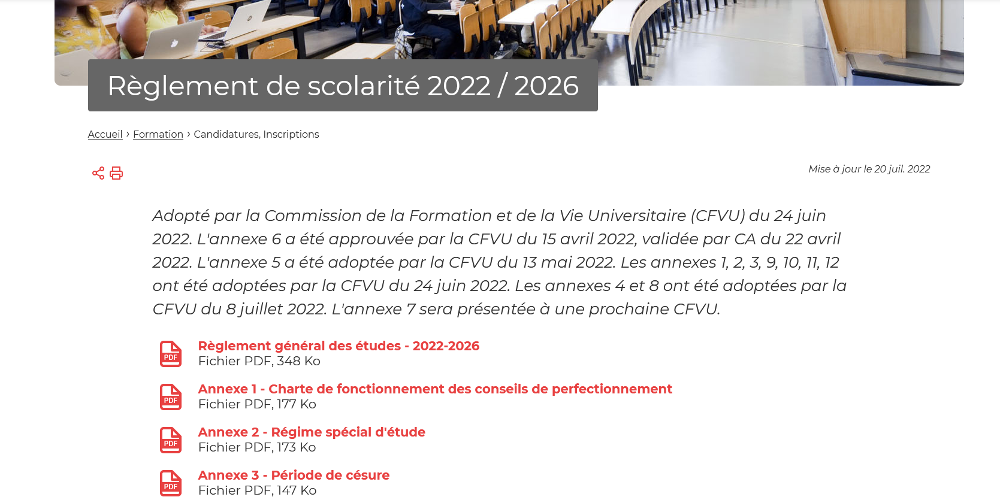 Règlement de scolarité 2022 / 2026
Accueil › Formation › Candidatures, Inscriptions
Mise à jour le 20 juil. 2022
Adopté par la Commission de la Formation et de la Vie Universitaire (CFVU) du 24 juin
2022. L'annexe 6 a été approuvée par la CFVU du 15 avril 2022, validée par CA du 22 avril
2022. L'annexe 5 a été adoptée par la CFVU du 13 mai 2022. Les annexes 1, 2, 3, 9, 10, 11, 12
ont été adoptées par la CFVU du 24 juin 2022. Les annexes 4 et 8 ont été adoptées par la
CFVU du 8 juillet 2022. L'annexe 7 sera présentée à une prochaine CFVU.
PDF
Règlement général des études - 2022-2026
Fichier PDF, 348 Ko
PDF
Annexe 1 - Charte de fonctionnement des conseils de perfectionnement
Fichier PDF, 177 Ko
PDF
Annexe 2 - Régime spécial d'étude
Fichier PDF, 173 Ko
PDF
Annexe 3 - Période de césure
Fichier PDF, 147 Ko